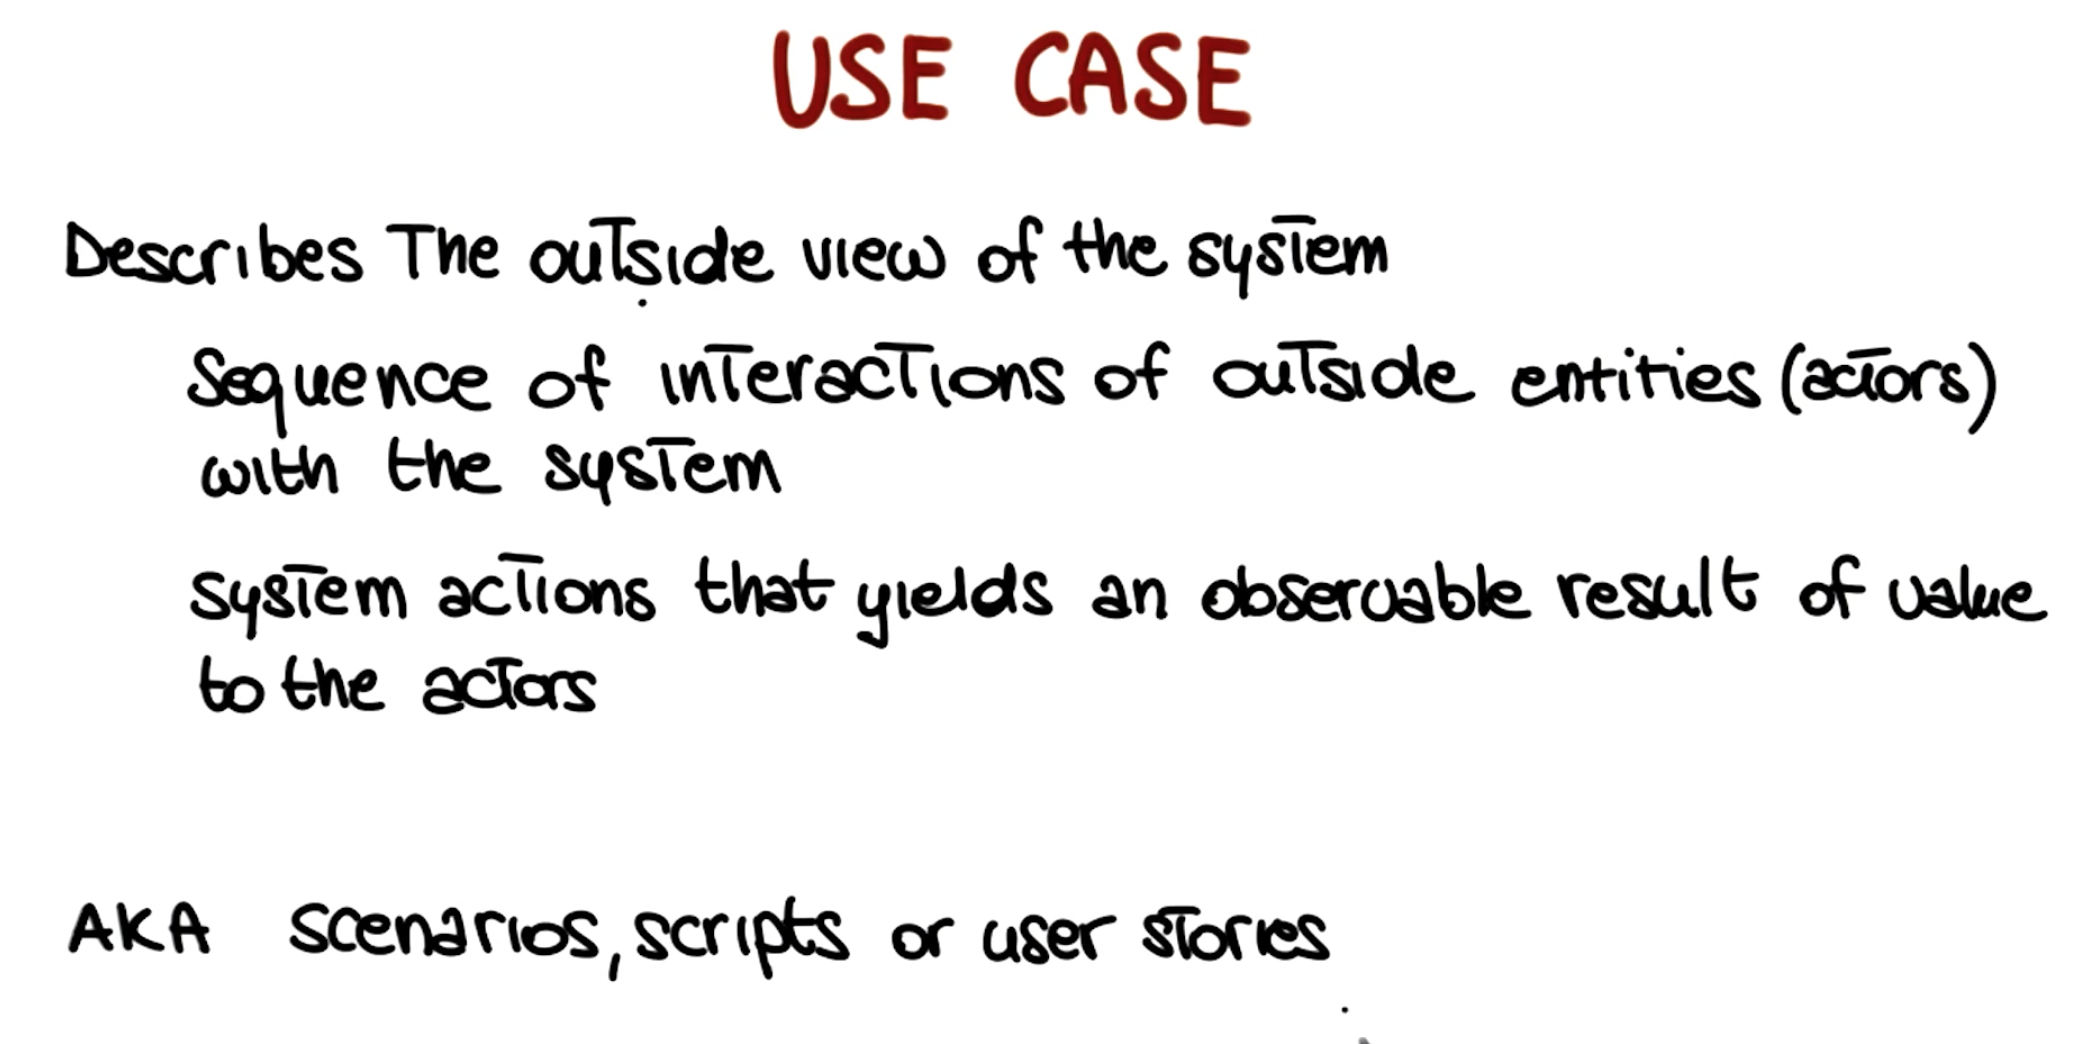 USE CASE
Describes The outside view of the system
Sequence of interactions of outside entities (actors)
with the system
System actions that yields an observable result of value
to the actors
AKA scenarios, scripts or user stories